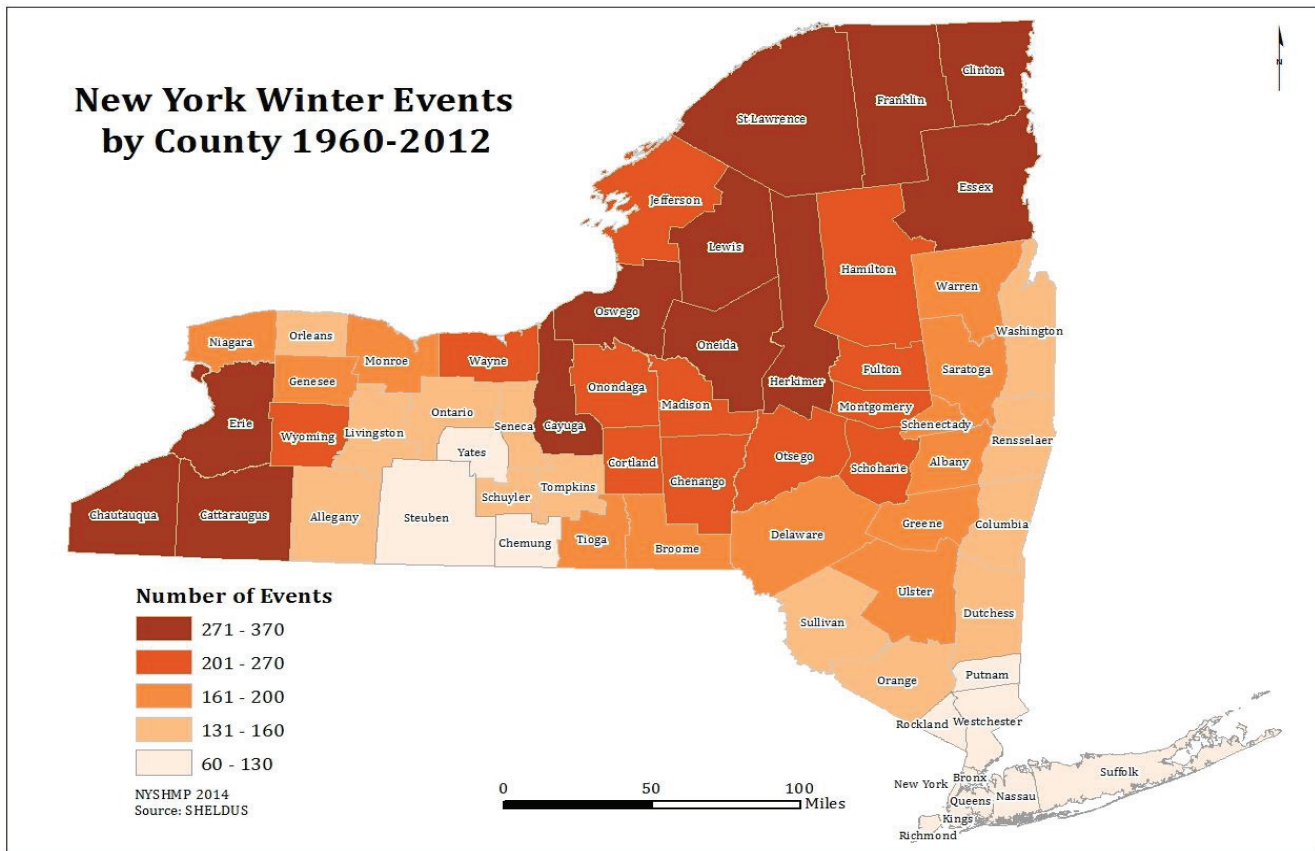 New York Winter Events
by County 1960-2012
N
Clinton
Franklin
St Lawrence
Essex
Jefferson
Lewis
Hamilton
Warren
Oswego
Washington
Orleans
Niagara
Oneida
Monroe
Wayne
Fulton
Saratoga
Genesee
Herkimer
Onondaga
Madison
Montgomery
Ontario
Erie
Seneca
Cayuga
Schenectady
Livingston
Wyoming
Rensselaer
Yates
Otsego
Cortland
Albany
Schoharie
Chenango
Tompkins
Schuyler
Chautauqua
Cattaraugus
Allegany
Steuben
Greene
Columbia
Delaware
Tioga
Chemung
Broome
Ulster
Dutchess
Sullivan
Putnam
Orange
Rockland
Westchester
Suffolk
Bronx
New York
Nassau
Queens
Kings
Richmond
Number of Events
271 - 370
201 - 270
161 - 200
131 - 160
60 - 130
NYSHMP 2014
Source: SHELDUS
0 50 100
Miles